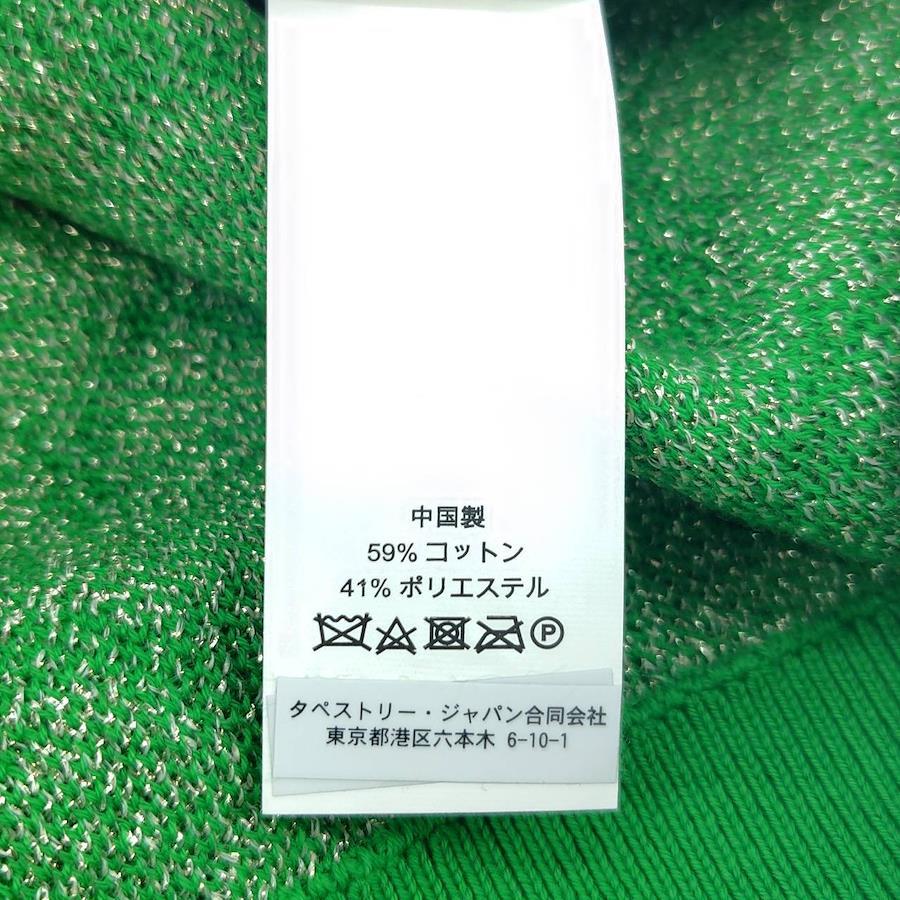 中国製
59% コットン
41% ポリエステル
P
タペストリー・ジャパン合同会社
東京都港区六本木 6-10-1